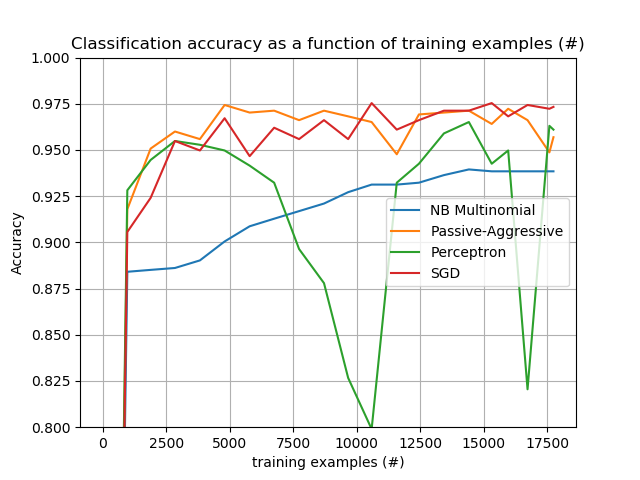 Classification accuracy as a function of training examples (#)
1.000
0.975
0.950
0.925
0.900
0.875
0.850
0.825
0.800
Accuracy
NB Multinomial
Passive-Aggressive
Perceptron
SGD
0 2500 5000 7500 10000 12500 15000 17500
training examples (#)